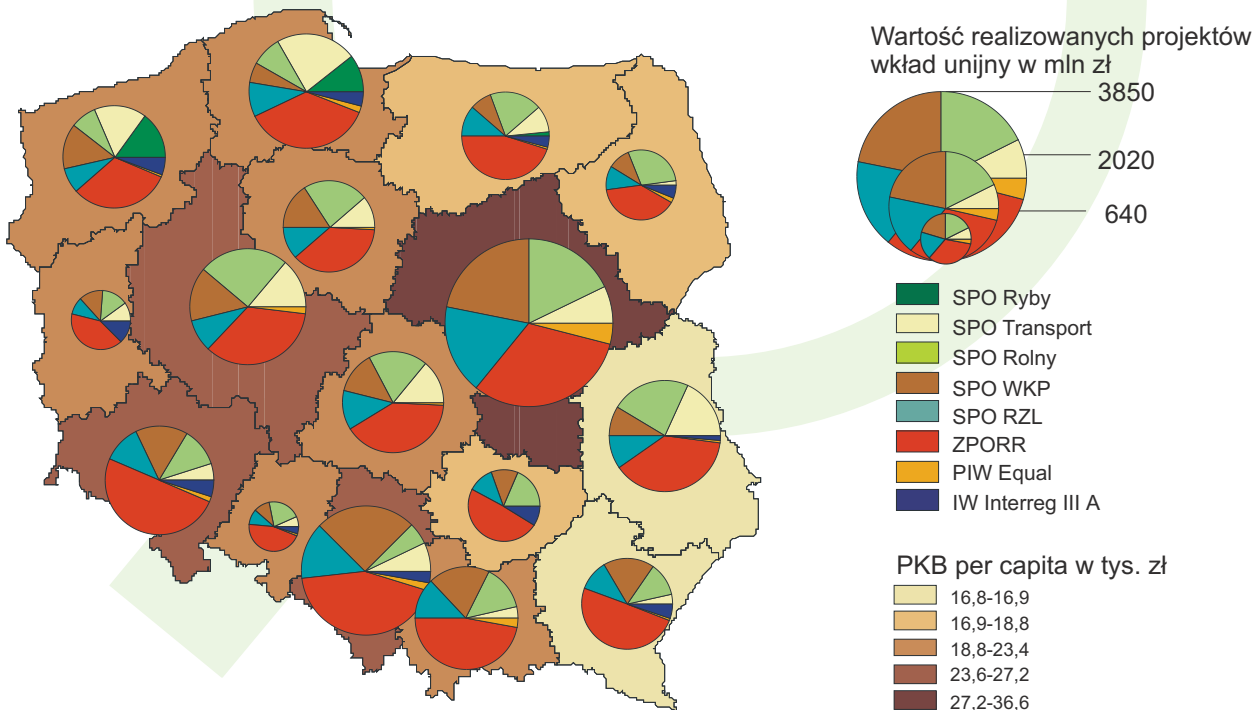 Wartość realizowanych projektów
wkład unijny w mln zł
3850
2020
640
SPO Ryby
SPO Transport
SPO Rolny
SPO WKP
SPO RZL
ZPORR
PIW Equal
IW Interreg III A
PKB per capita w tys. zł
16,8-16,9
16,9-18,8
18,8-23,4
23,6-27,2
27,2-36,6